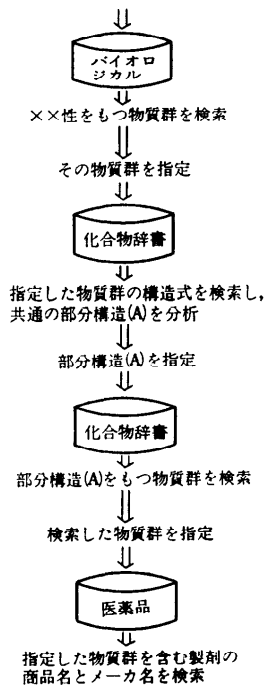 バイオロ
ジカル
××性をもつ物質群を検索
その物質群を指定
化合物辞書
指定した物質群の構造式を検索し,
共通の部分構造(A)を分析
部分構造(A)を指定
化合物辞書
部分構造(A)をもつ物質群を検索
検索した物質群を指定
医薬品
指定した物質群を含む製剤の
商品名とメーカ名を検索